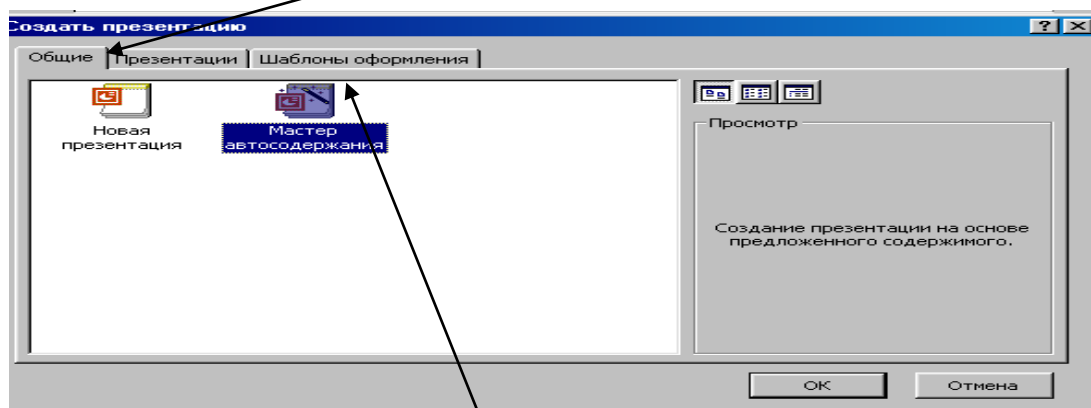 Создать презентацию
Общие Презентации Шаблоны оформления
Новая презентация
Мастер автосодержания
Просмотр
Создание презентации на основе
предложенного содержимого.
ОК Отмена